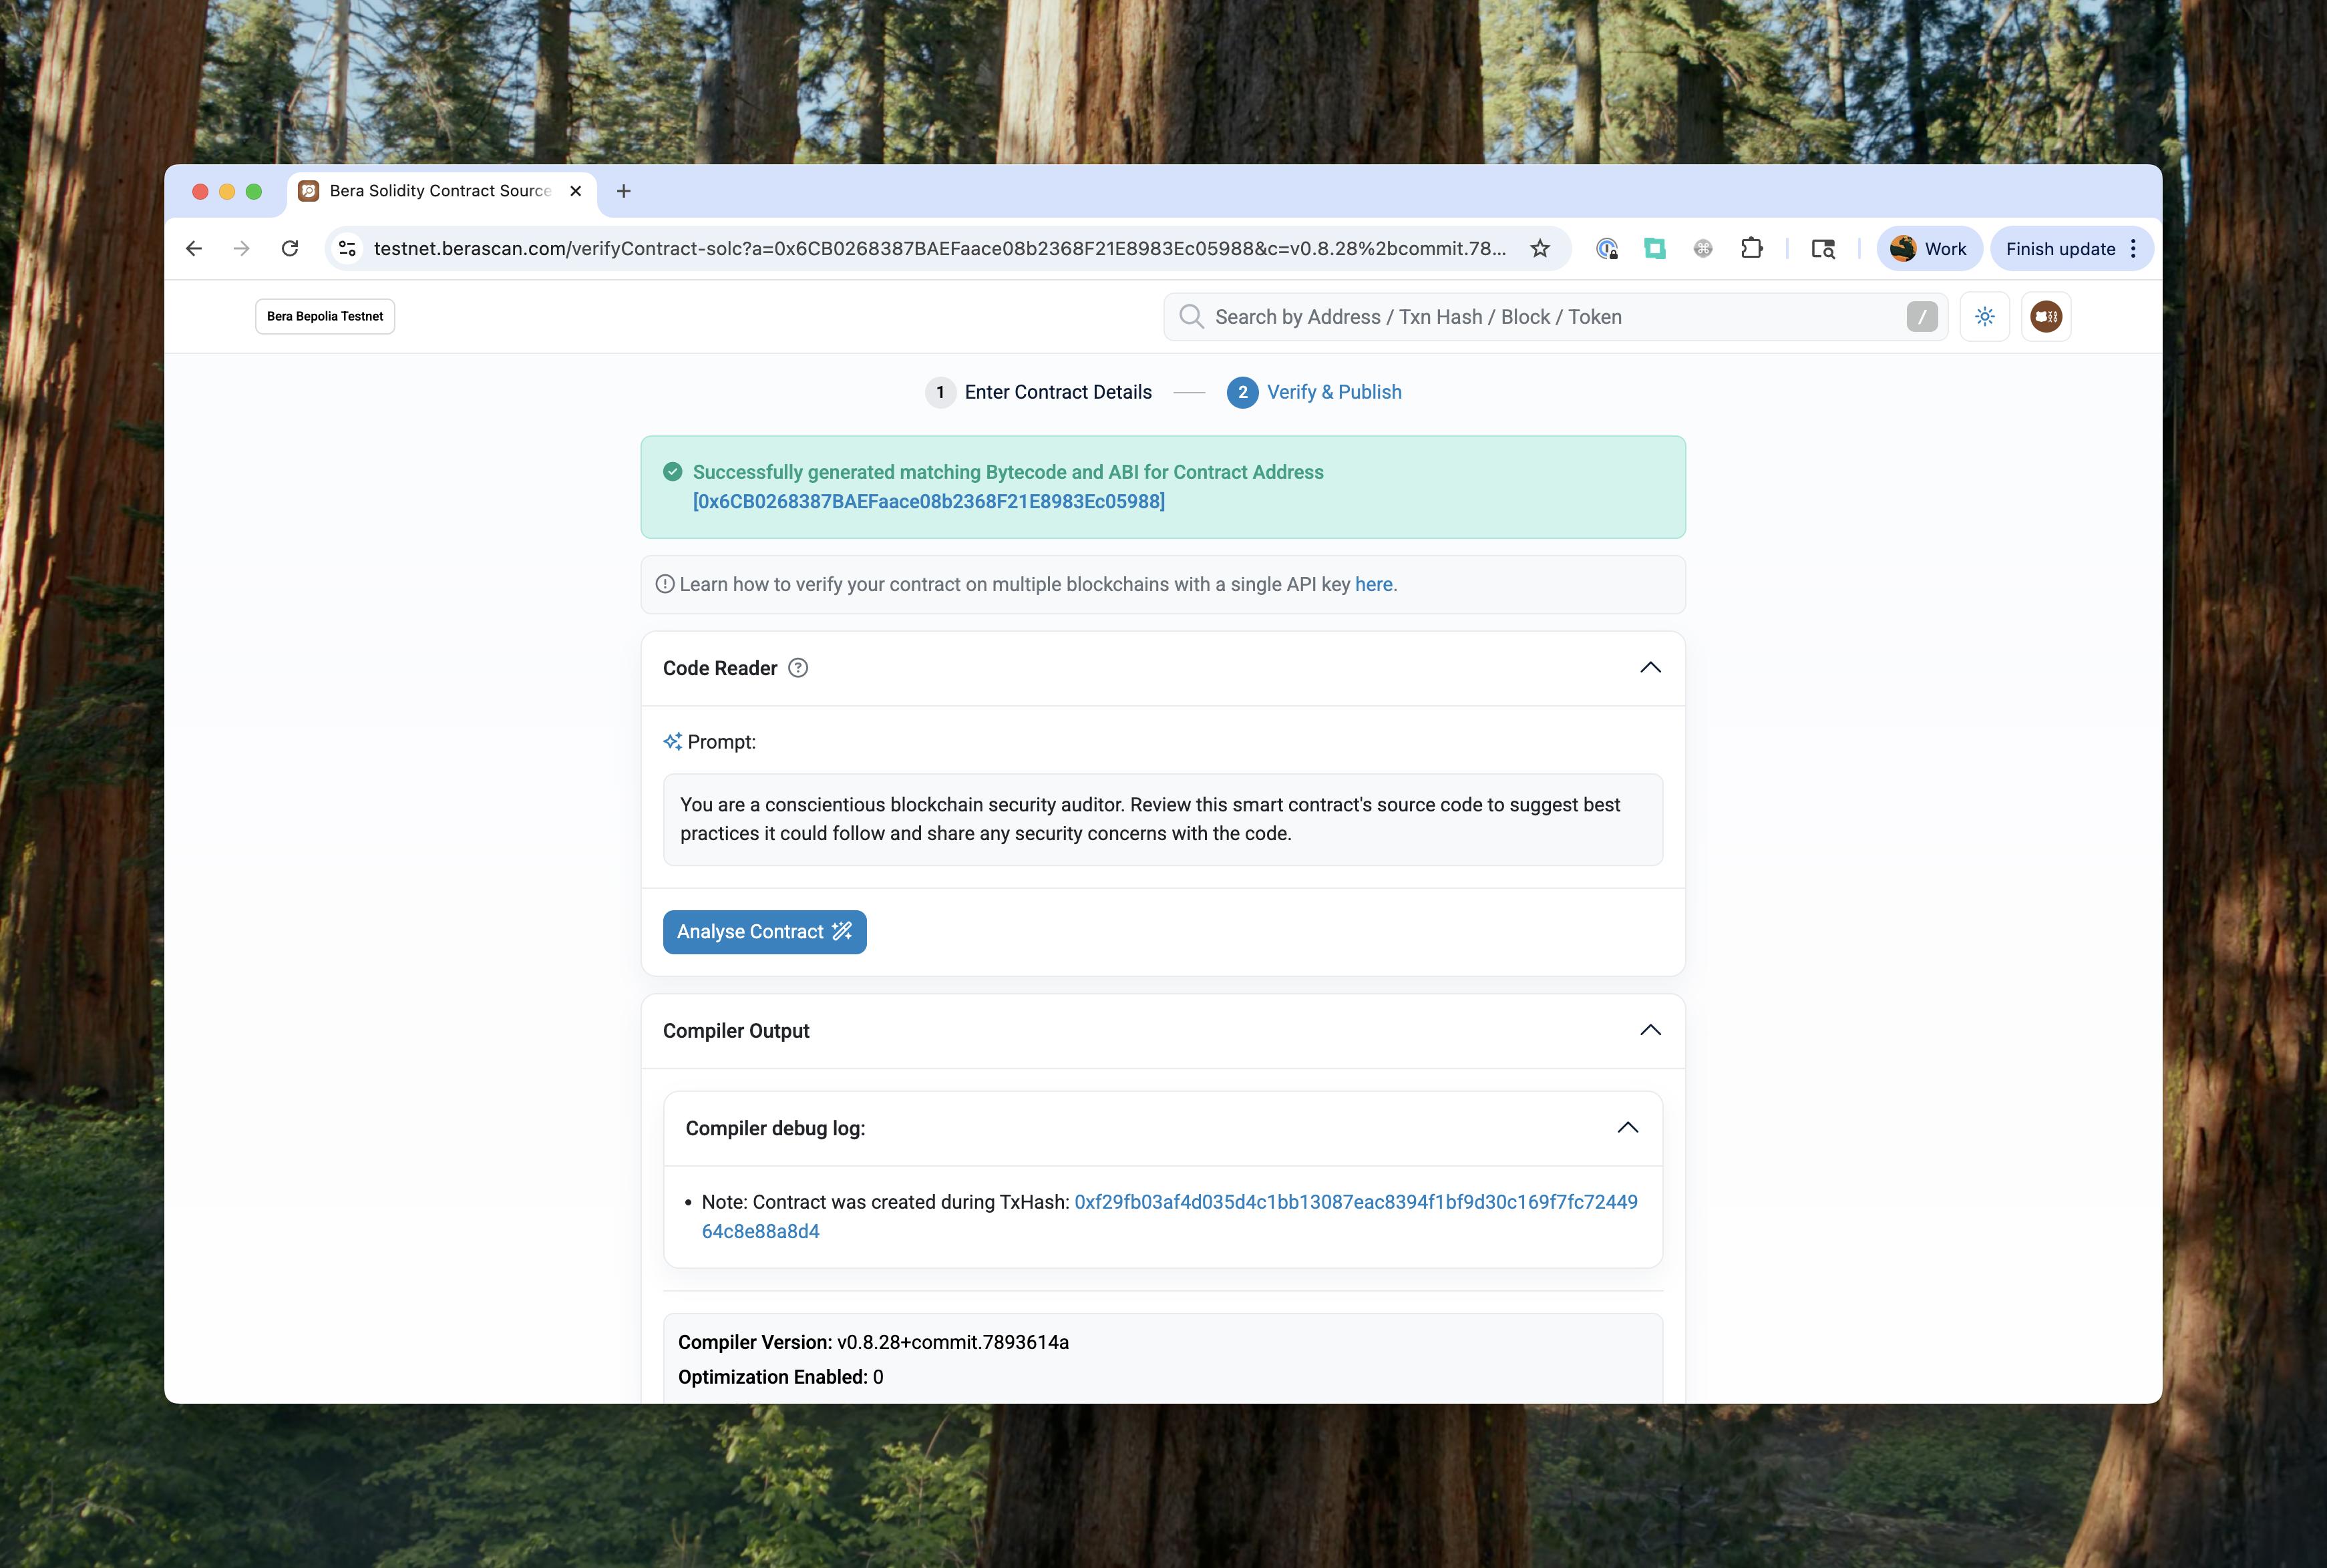 Bera Solidity Contract Source
testnet.berascan.com/verifyContract-solc?a=0x6CB0268387BAEFaace08b2368F21E8983Ec05988&c=v0.8.28%2bcommit.78...
Work
Finish update
Bera Bepolia Testnet
Search by Address / Txn Hash / Block / Token
/
1 Enter Contract Details
2 Verify & Publish
Successfully generated matching Bytecode and ABI for Contract Address
[0x6CB0268387BAEFaace08b2368F21E8983Ec05988]
Learn how to verify your contract on multiple blockchains with a single API key here.
Code Reader
Prompt:
You are a conscientious blockchain security auditor. Review this smart contract's source code to suggest best
practices it could follow and share any security concerns with the code.
Analyse Contract
Compiler Output
Compiler debug log:
• Note: Contract was created during TxHash: 0xf29fb03af4d035d4c1bb13087eac8394f1bf9d30c169f7fc72449
64c8e88a8d4
Compiler Version: v0.8.28+commit.7893614a
Optimization Enabled: 0